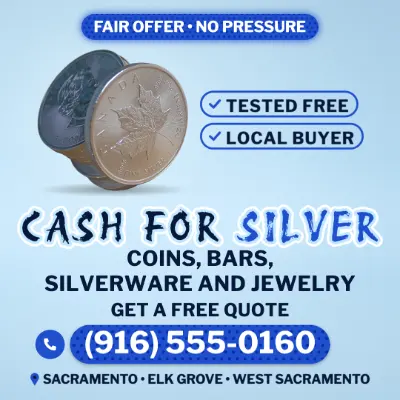 FAIR OFFER • NO PRESSURE
CANADA
TESTED FREE
LOCAL BUYER
CASH FOR SILVER
COINS, BARS,
SILVERWARE AND JEWELRY
GET A FREE QUOTE
(916) 555-0160
SACRAMENTO • ELK GROVE • WEST SACRAMENTO